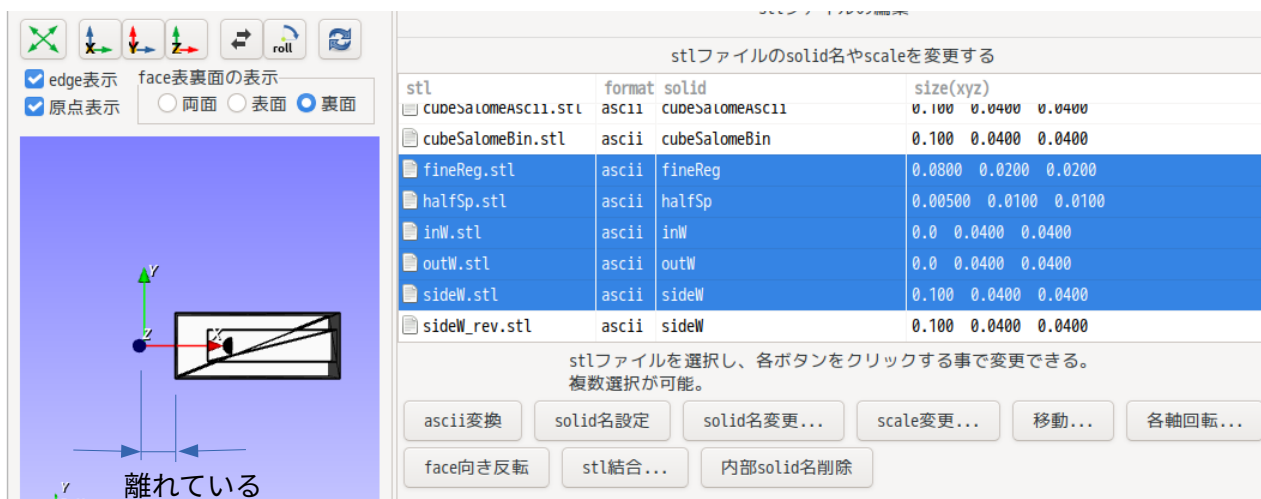 stlファイルの編集
roll
edge表示
原点表示
face表裏面の表示
両面 表面 裏面
Y
Z
X
離れている
Y
stlファイルのsolid名やscaleを変更する
stl format solid size(xyz)
cubeSalomeAscii.stl ascii cubeSalomeAscii 0.100 0.0400 0.0400
cubeSalomeBin.stl ascii cubeSalomeBin 0.100 0.0400 0.0400
fineReg.stl ascii fineReg 0.0800 0.0200 0.0200
halfSp.stl ascii halfSp 0.00500 0.0100 0.0100
inW.stl ascii inW 0.0 0.0400 0.0400
outW.stl ascii outW 0.0 0.0400 0.0400
sideW.stl ascii sideW 0.100 0.0400 0.0400
sideW_rev.stl ascii sideW 0.100 0.0400 0.0400
stlファイルを選択し、各ボタンをクリックする事で変更できる。
複数選択が可能。
ascii変換 solid名設定 solid名変更... scale変更... 移動... 各軸回転...
face向き反転 stl結合... 内部solid名削除